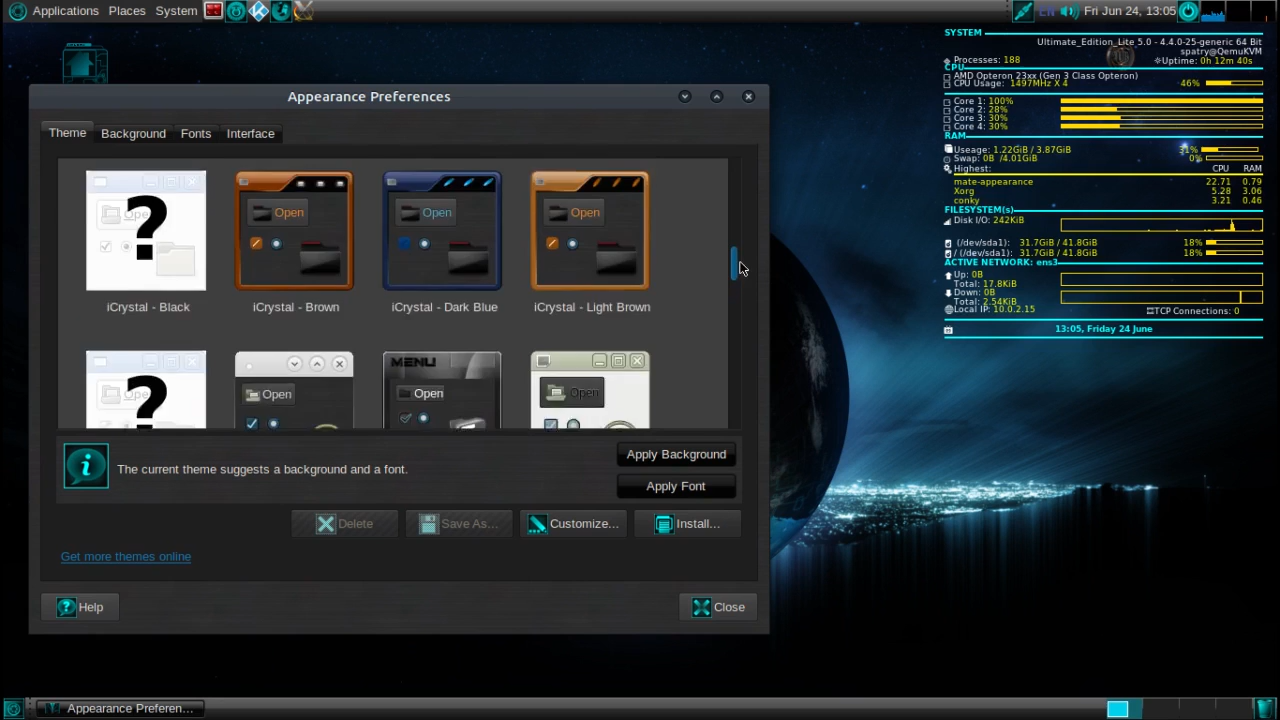 Applications Places System
EN Fri Jun 24, 13:05
SYSTEM
Ultimate_Edition_Lite 5.0 - 4.4.0-25-generic 64 Bit
spatry@QemuKVM
Processes: 188 Uptime: 0h 12m 40s
CPU
AMD Opteron 23xx (Gen 3 Class Opteron)
CPU Usage: 1497MHz X 4 46%
Core 1: 100%
Core 2: 28%
Core 3: 30%
Core 4: 30%
RAM
Useage: 1.22GiB / 3.87GiB 31%
Swap: 0B /4.01GiB 0%
Highest: CPU RAM
mate-appearance 22.71 0.79
Xorg 5.28 3.06
conky 3.21 0.46
FILESYSTEM(s)
Disk I/O: 242KiB
(/dev/sda1): 31.7GiB / 41.8GiB 18%
/ (/dev/sda1): 31.7GiB / 41.8GiB 18%
ACTIVE NETWORK: ens3
Up: 0B
Total: 17.8KiB
Down: 0B
Total: 2.54KiB
Local IP: 10.0.2.15 TCP Connections: 0
13:05, Friday 24 June
Appearance Preferences
Theme Background Fonts Interface
? Open Open Open
iCrystal - Black iCrystal - Brown iCrystal - Dark Blue iCrystal - Light Brown
MENU
? Open Open Open
The current theme suggests a background and a font.
Apply Background
Apply Font
Delete Save As... Customize... Install...
Get more themes online
Help Close
Appearance Preferen...